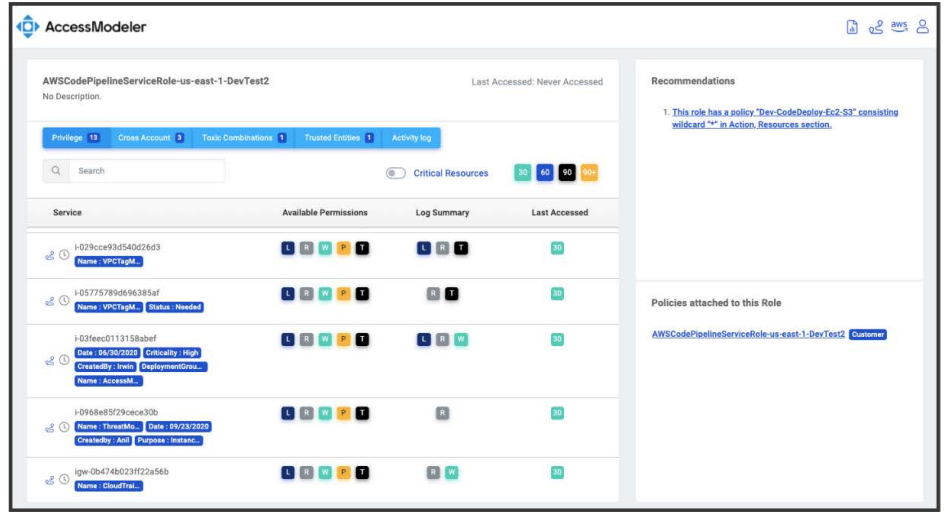 AccessModeler
aws
AWSCodePipelineServiceRole-us-east-1-DevTest2
Last Accessed: Never Accessed
No Description.
Privilege 13 Cross Account 3 Toxic Combinations 1 Trusted Entities 1 Activity log
Search
Critical Resources
30 60 90 90+
Service Available Permissions Log Summary Last Accessed
i-029cce93d540d26d3
Name : VPCTagM...
L R W P T L R T 30
i-05775789d696385af
Name : VPCTagM... Status : Needed
L R W P T R T 30
i-03feec0113158abef
Date : 06/30/2020 Criticality : High
CreatedBy : Irwin DeploymentGrou...
Name : AccessM...
L R W P T L R W 30
i-0968e85f29cece30b
Name : ThreatMo... Date : 09/23/2020
Createdby : Anil Purpose : Instanc...
L R W P T R 30
igw-0b474b023ff22a56b
Name : CloudTrai...
L R W P T R W 30
Recommendations
1. This role has a policy "Dev-CodeDeploy-Ec2-S3" consisting
wildcard "*" in Action, Resources section.
Policies attached to this Role
AWSCodePipelineServiceRole-us-east-1-DevTest2 Customer